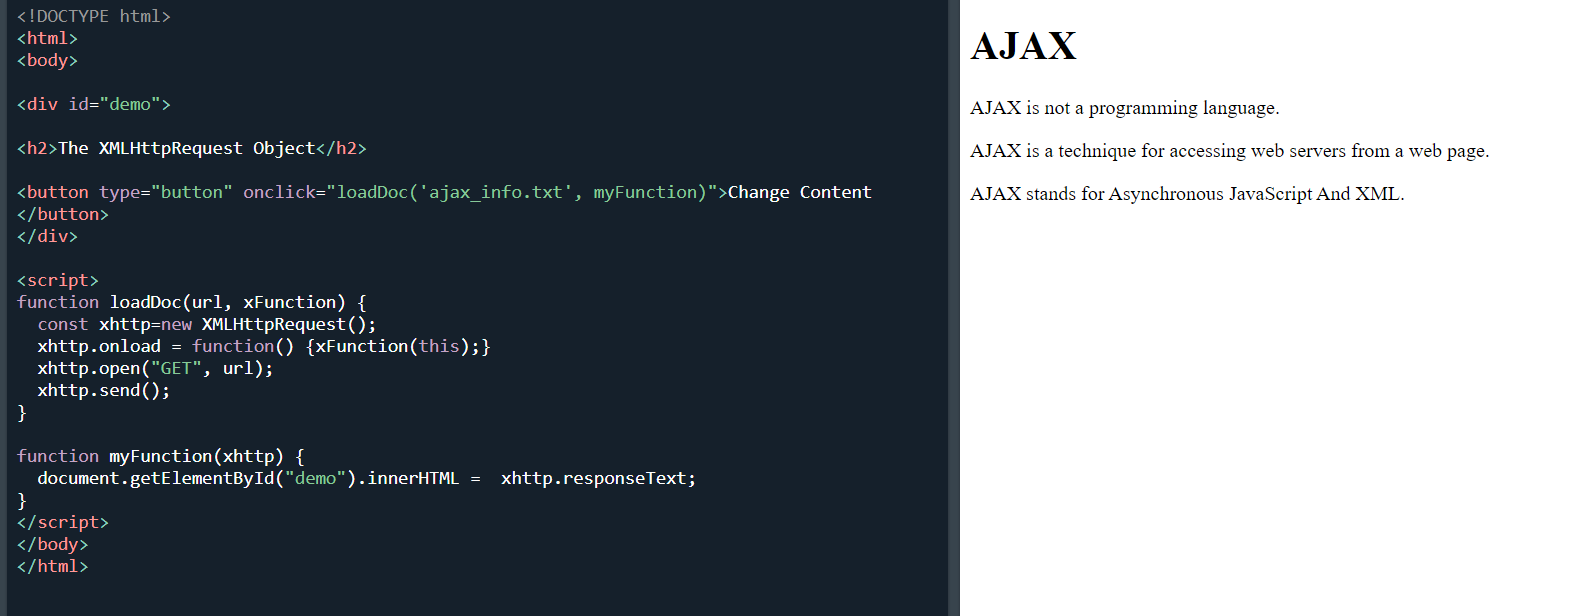 <!DOCTYPE html>
<html>
<body>
<div id="demo">
<h2>The XMLHttpRequest Object</h2>
<button type="button" onclick="loadDoc('ajax_info.txt', myFunction)">Change Content
</button>
</div>
<script>
function loadDoc(url, xFunction) {
  const xhttp=new XMLHttpRequest();
  xhttp.onload = function() {xFunction(this);}
  xhttp.open("GET", url);
  xhttp.send();
}
function myFunction(xhttp) {
  document.getElementById("demo").innerHTML =  xhttp.responseText;
}
</script>
</body>
</html>
AJAX
AJAX is not a programming language.
AJAX is a technique for accessing web servers from a web page.
AJAX stands for Asynchronous JavaScript And XML.